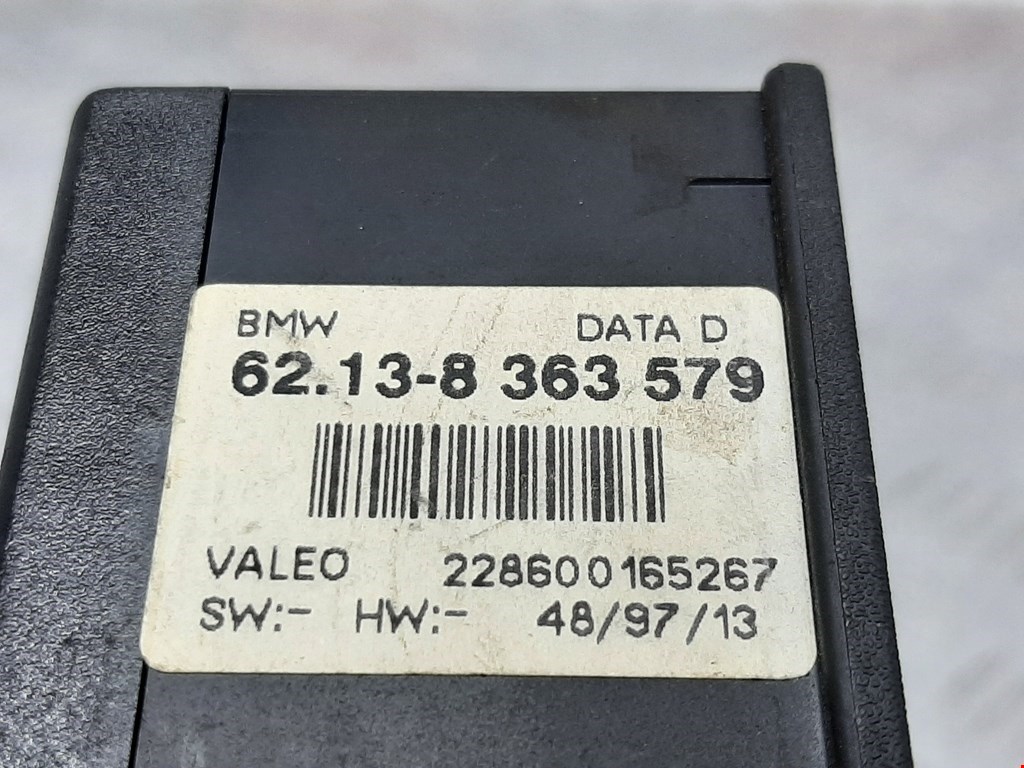 BMW DATA D
62.13-8 363 579
VALEO 228600165267
SW:- HW:- 48/97/13